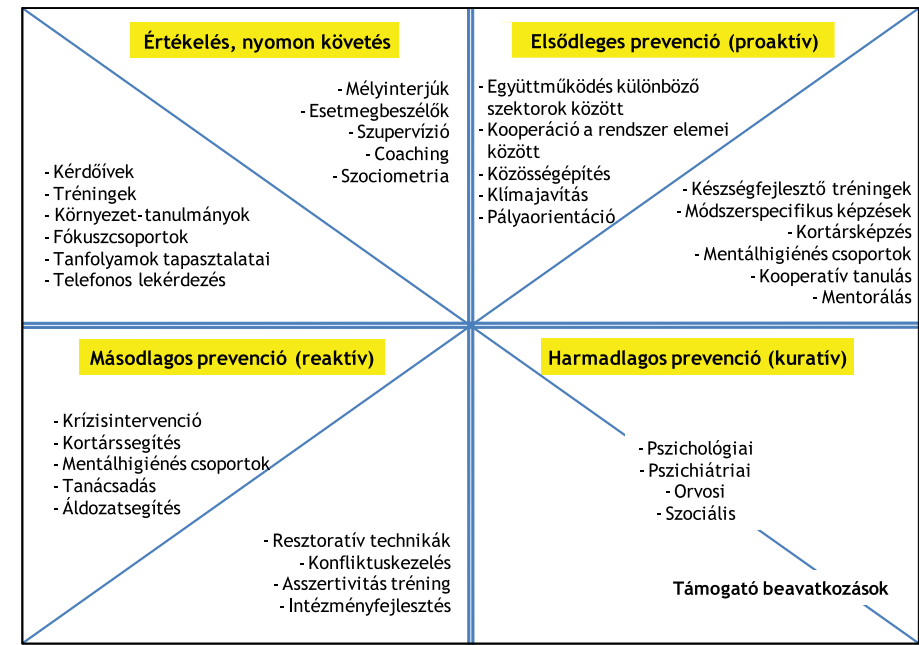 Értékelés, nyomon követés
- Mélyinterjúk
- Esetmegbeszélők
- Szupervízió
- Coaching
- Szociometria
- Kérdőívek
- Tréningek
- Környezet-tanulmányok
- Fókuszcsoportok
- Tanfolyamok tapasztalatai
- Telefonos lekérdezés
Elsődleges prevenció (proaktív)
- Együttműködés különböző
szektorok között
- Kooperáció a rendszer elemei
között
- Közösségépítés
- Klímajavítás
- Pályaorientáció
- Készségfejlesztő tréningek
- Módszerspecifikus képzések
- Kortársképzés
- Mentálhigiénés csoportok
- Kooperatív tanulás
- Mentorálás
Másodlagos prevenció (reaktív)
- Krízisintervenció
- Kortárssegítés
- Mentálhigiénés csoportok
- Tanácsadás
- Áldozatsegítés
- Resztoratív technikák
- Konfliktuskezelés
- Asszertivitás tréning
- Intézményfejlesztés
Harmadlagos prevenció (kuratív)
- Pszichológiai
- Pszichiátriai
- Orvosi
- Szociális
Támogató beavatkozások